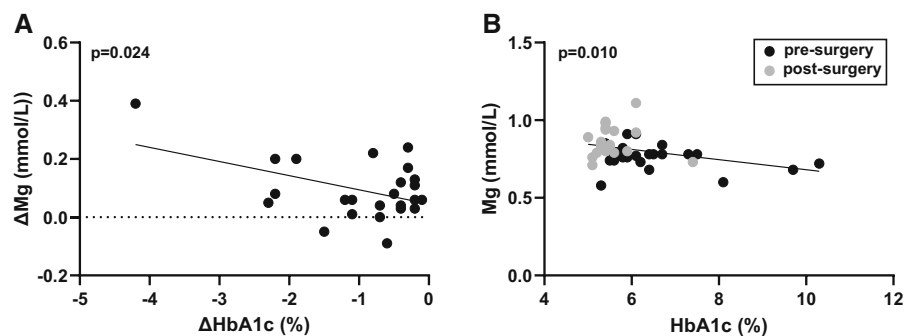 A
p=0.024
0.6
0.4
0.2
0.0
-0.2
ΔMg (mmol/L))
-5 -4 -3 -2 -1 0
ΔHbA1c (%)
B
p=0.010
pre-surgery
post-surgery
1.5
1.0
0.5
0.0
Mg (mmol/L)
4 6 8 10 12
HbA1c (%)